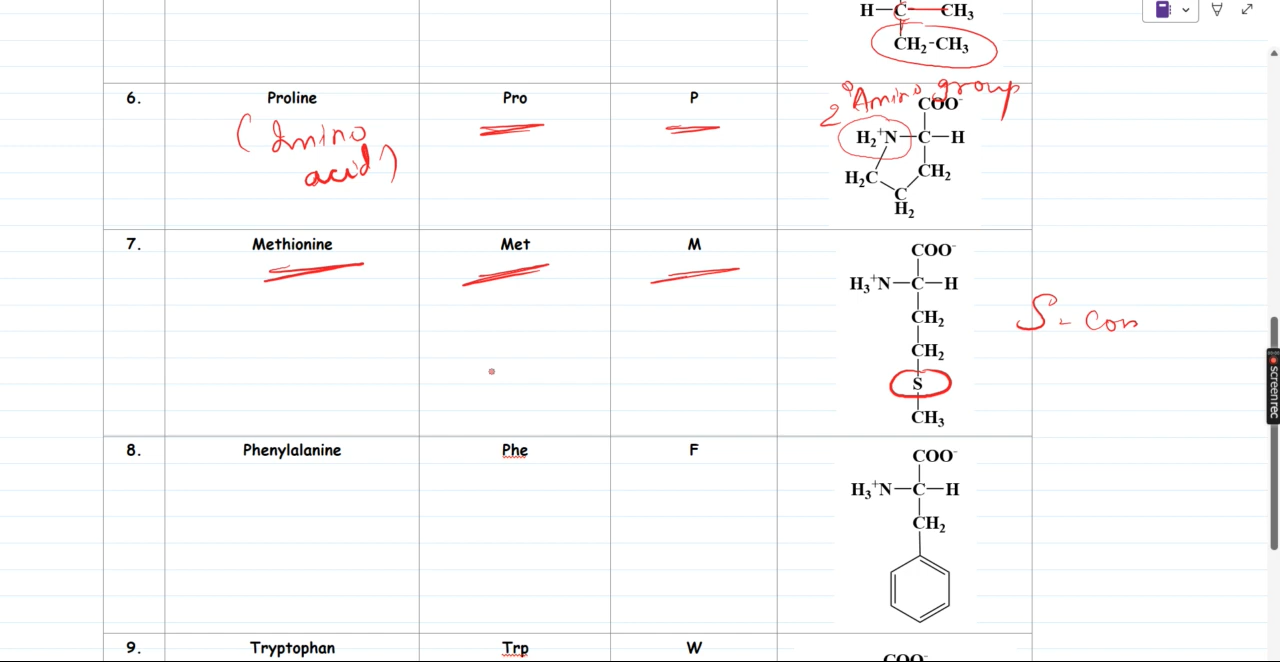 H—C—CH₃
CH₂-CH₃
6. Proline Pro P
(Imino
acid)
2° Amino group
COO⁻
H₂⁺N—C—H
H₂C CH₂
C
H₂
7. Methionine Met M
COO⁻
H₃⁺N—C—H
CH₂
CH₂
S
CH₃
S- Con
8. Phenylalanine Phe F
COO⁻
H₃⁺N—C—H
CH₂
9. Tryptophan Trp W
COO⁻
screenrec